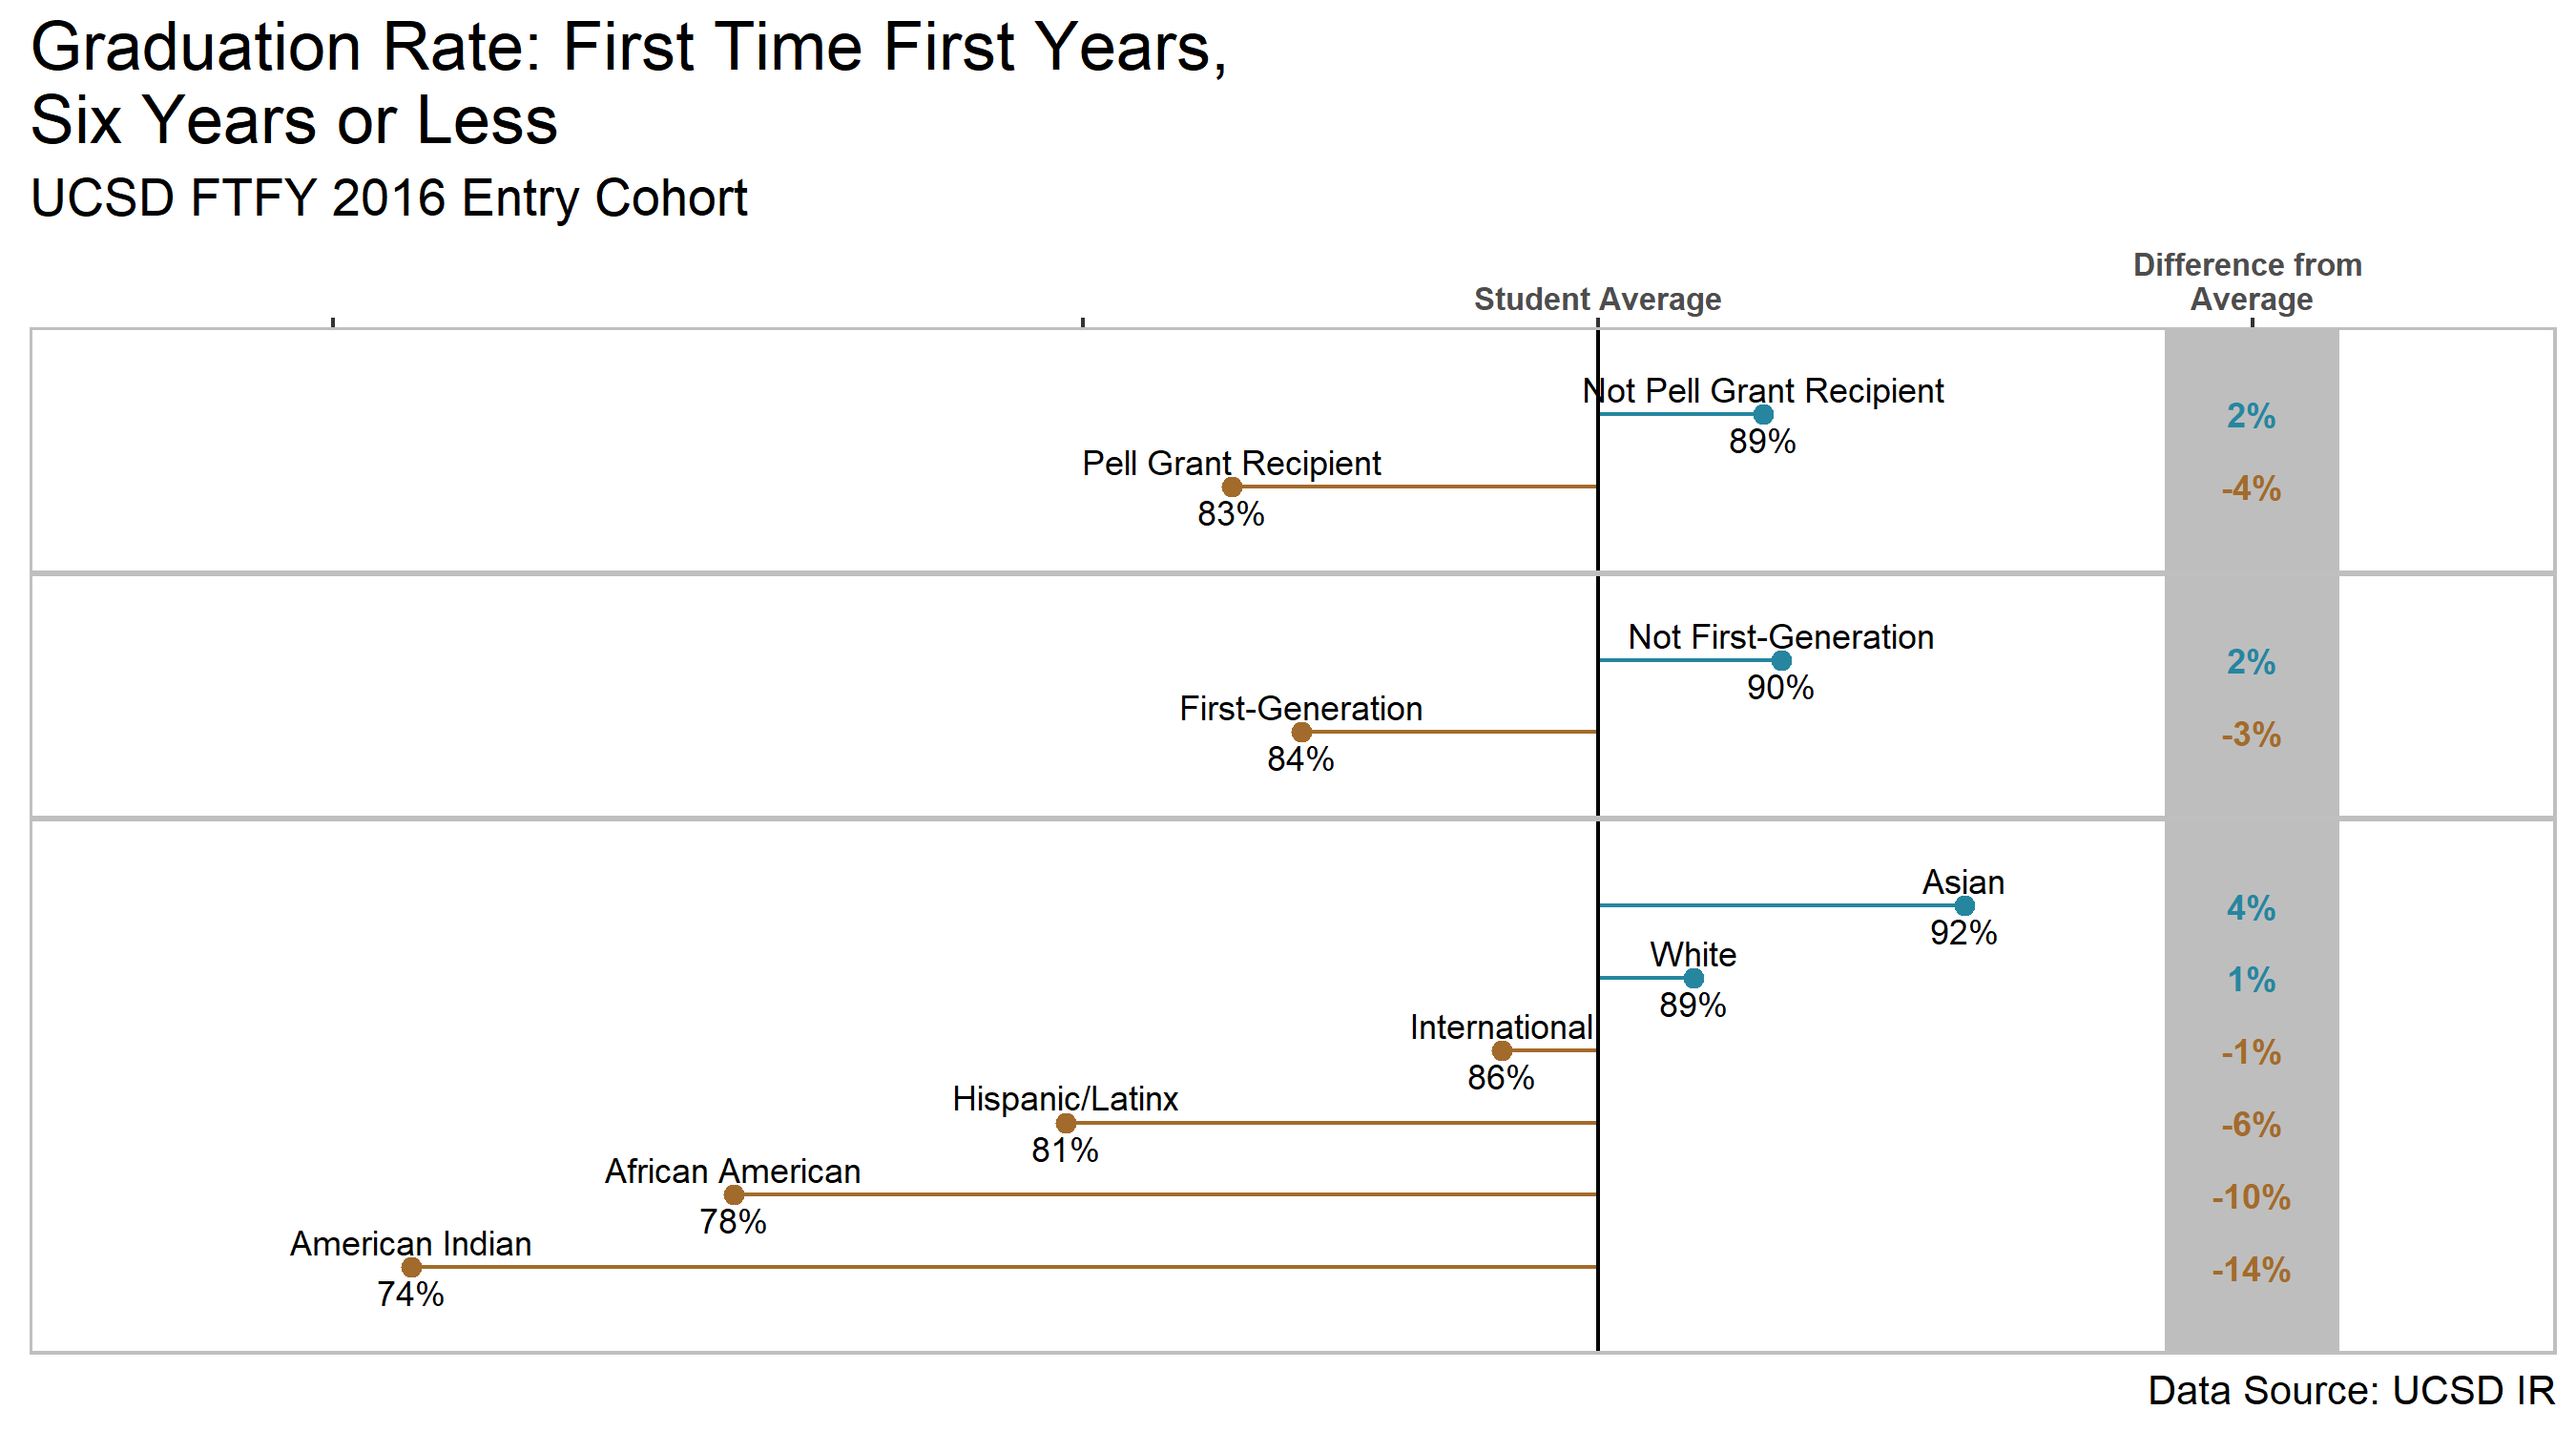 Graduation Rate: First Time First Years,
Six Years or Less
UCSD FTFY 2016 Entry Cohort
Student Average
Difference from
Average
Not Pell Grant Recipient
89%
2%
Pell Grant Recipient
83%
-4%
Not First-Generation
90%
2%
First-Generation
84%
-3%
Asian
92%
4%
White
89%
1%
International
86%
-1%
Hispanic/Latinx
81%
-6%
African American
78%
-10%
American Indian
74%
-14%
Data Source: UCSD IR